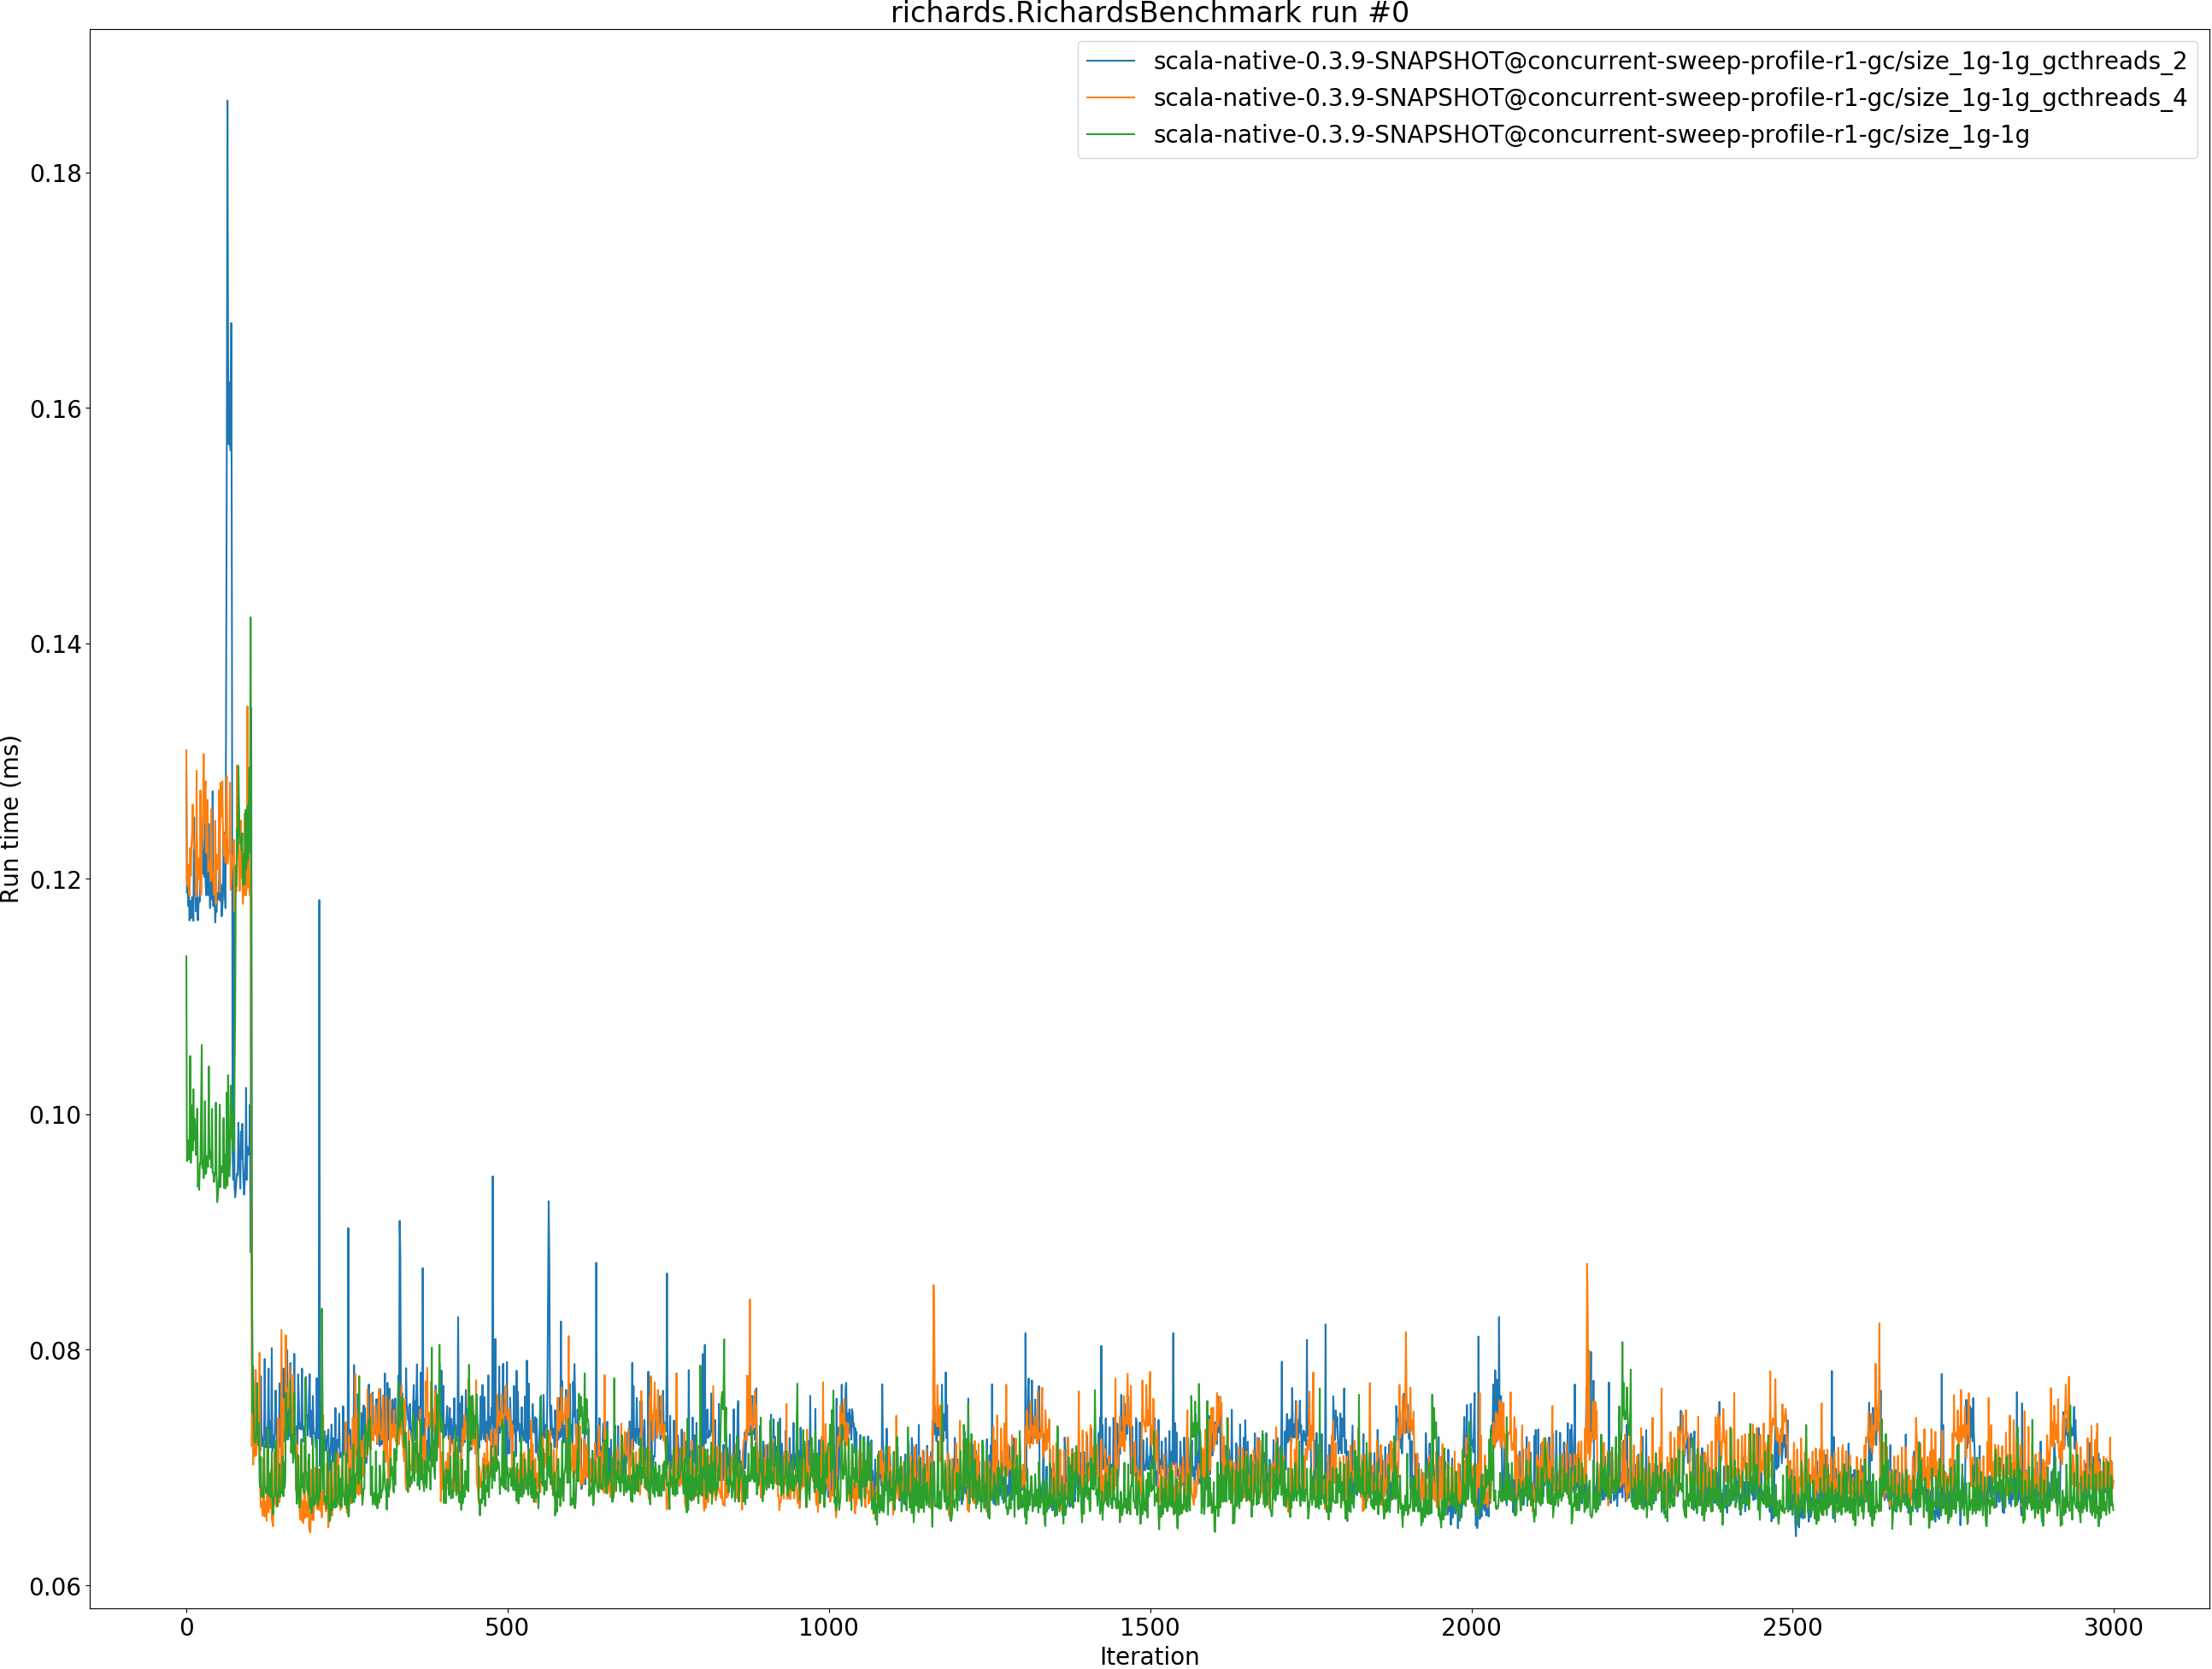 richards.RichardsBenchmark run #0
scala-native-0.3.9-SNAPSHOT@concurrent-sweep-profile-r1-gc/size_1g-1g_gcthreads_2
scala-native-0.3.9-SNAPSHOT@concurrent-sweep-profile-r1-gc/size_1g-1g_gcthreads_4
scala-native-0.3.9-SNAPSHOT@concurrent-sweep-profile-r1-gc/size_1g-1g
0.18
0.16
0.14
0.12
0.10
0.08
0.06
Run time (ms)
0 500 1000 1500 2000 2500 3000
Iteration